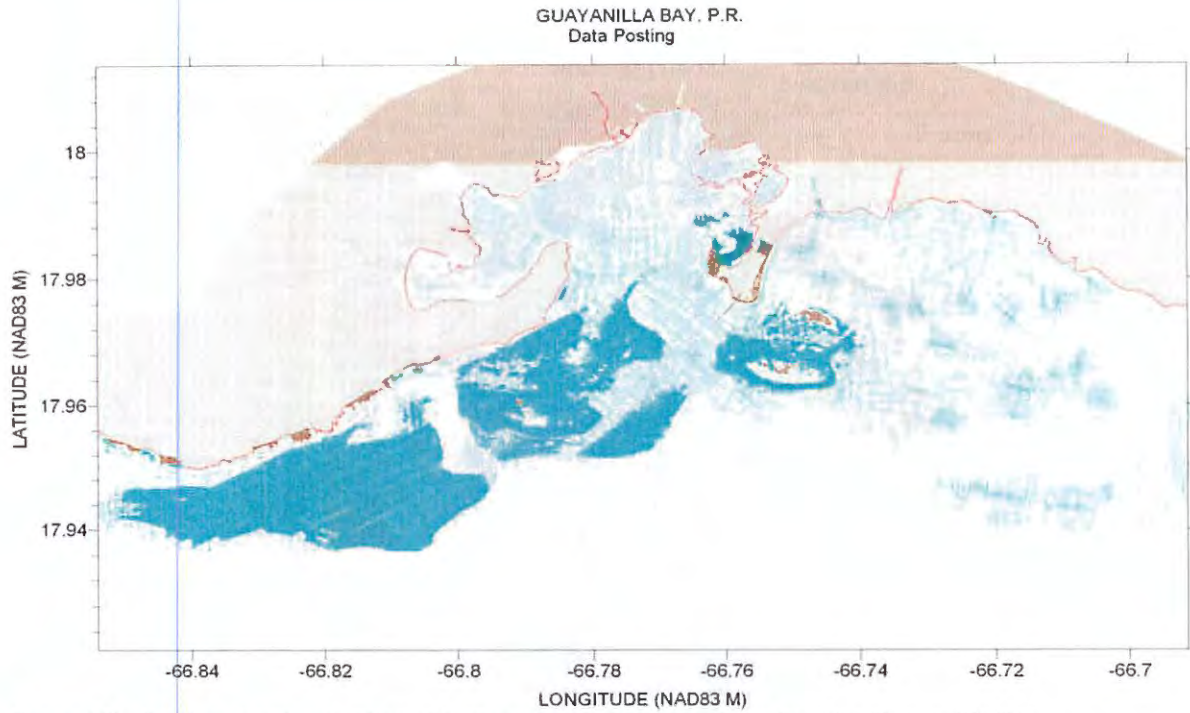 GUAYANILLA BAY, P.R.
Data Posting
18
17.98
17.96
17.94
LATITUDE (NAD83 M)
-66.84 -66.82 -66.8 -66.78 -66.76 -66.74 -66.72 -66.7
LONGITUDE (NAD83 M)